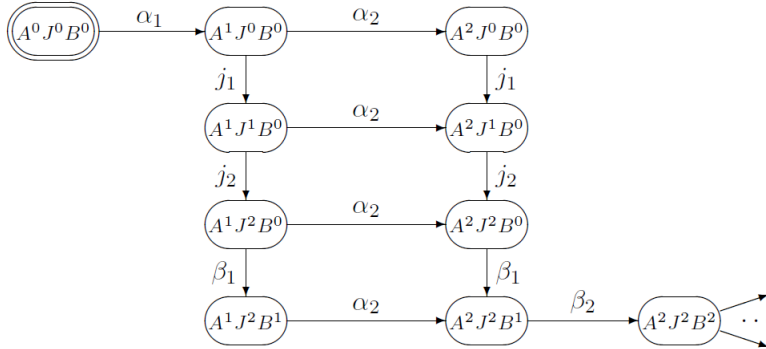 α₁ α₂
A⁰J⁰B⁰ A¹J⁰B⁰ A²J⁰B⁰
j₁ j₁
α₂
A¹J¹B⁰ A²J¹B⁰
j₂ j₂
α₂
A¹J²B⁰ A²J²B⁰
β₁ β₁
α₂ β₂
A¹J²B¹ A²J²B¹ A²J²B² ..